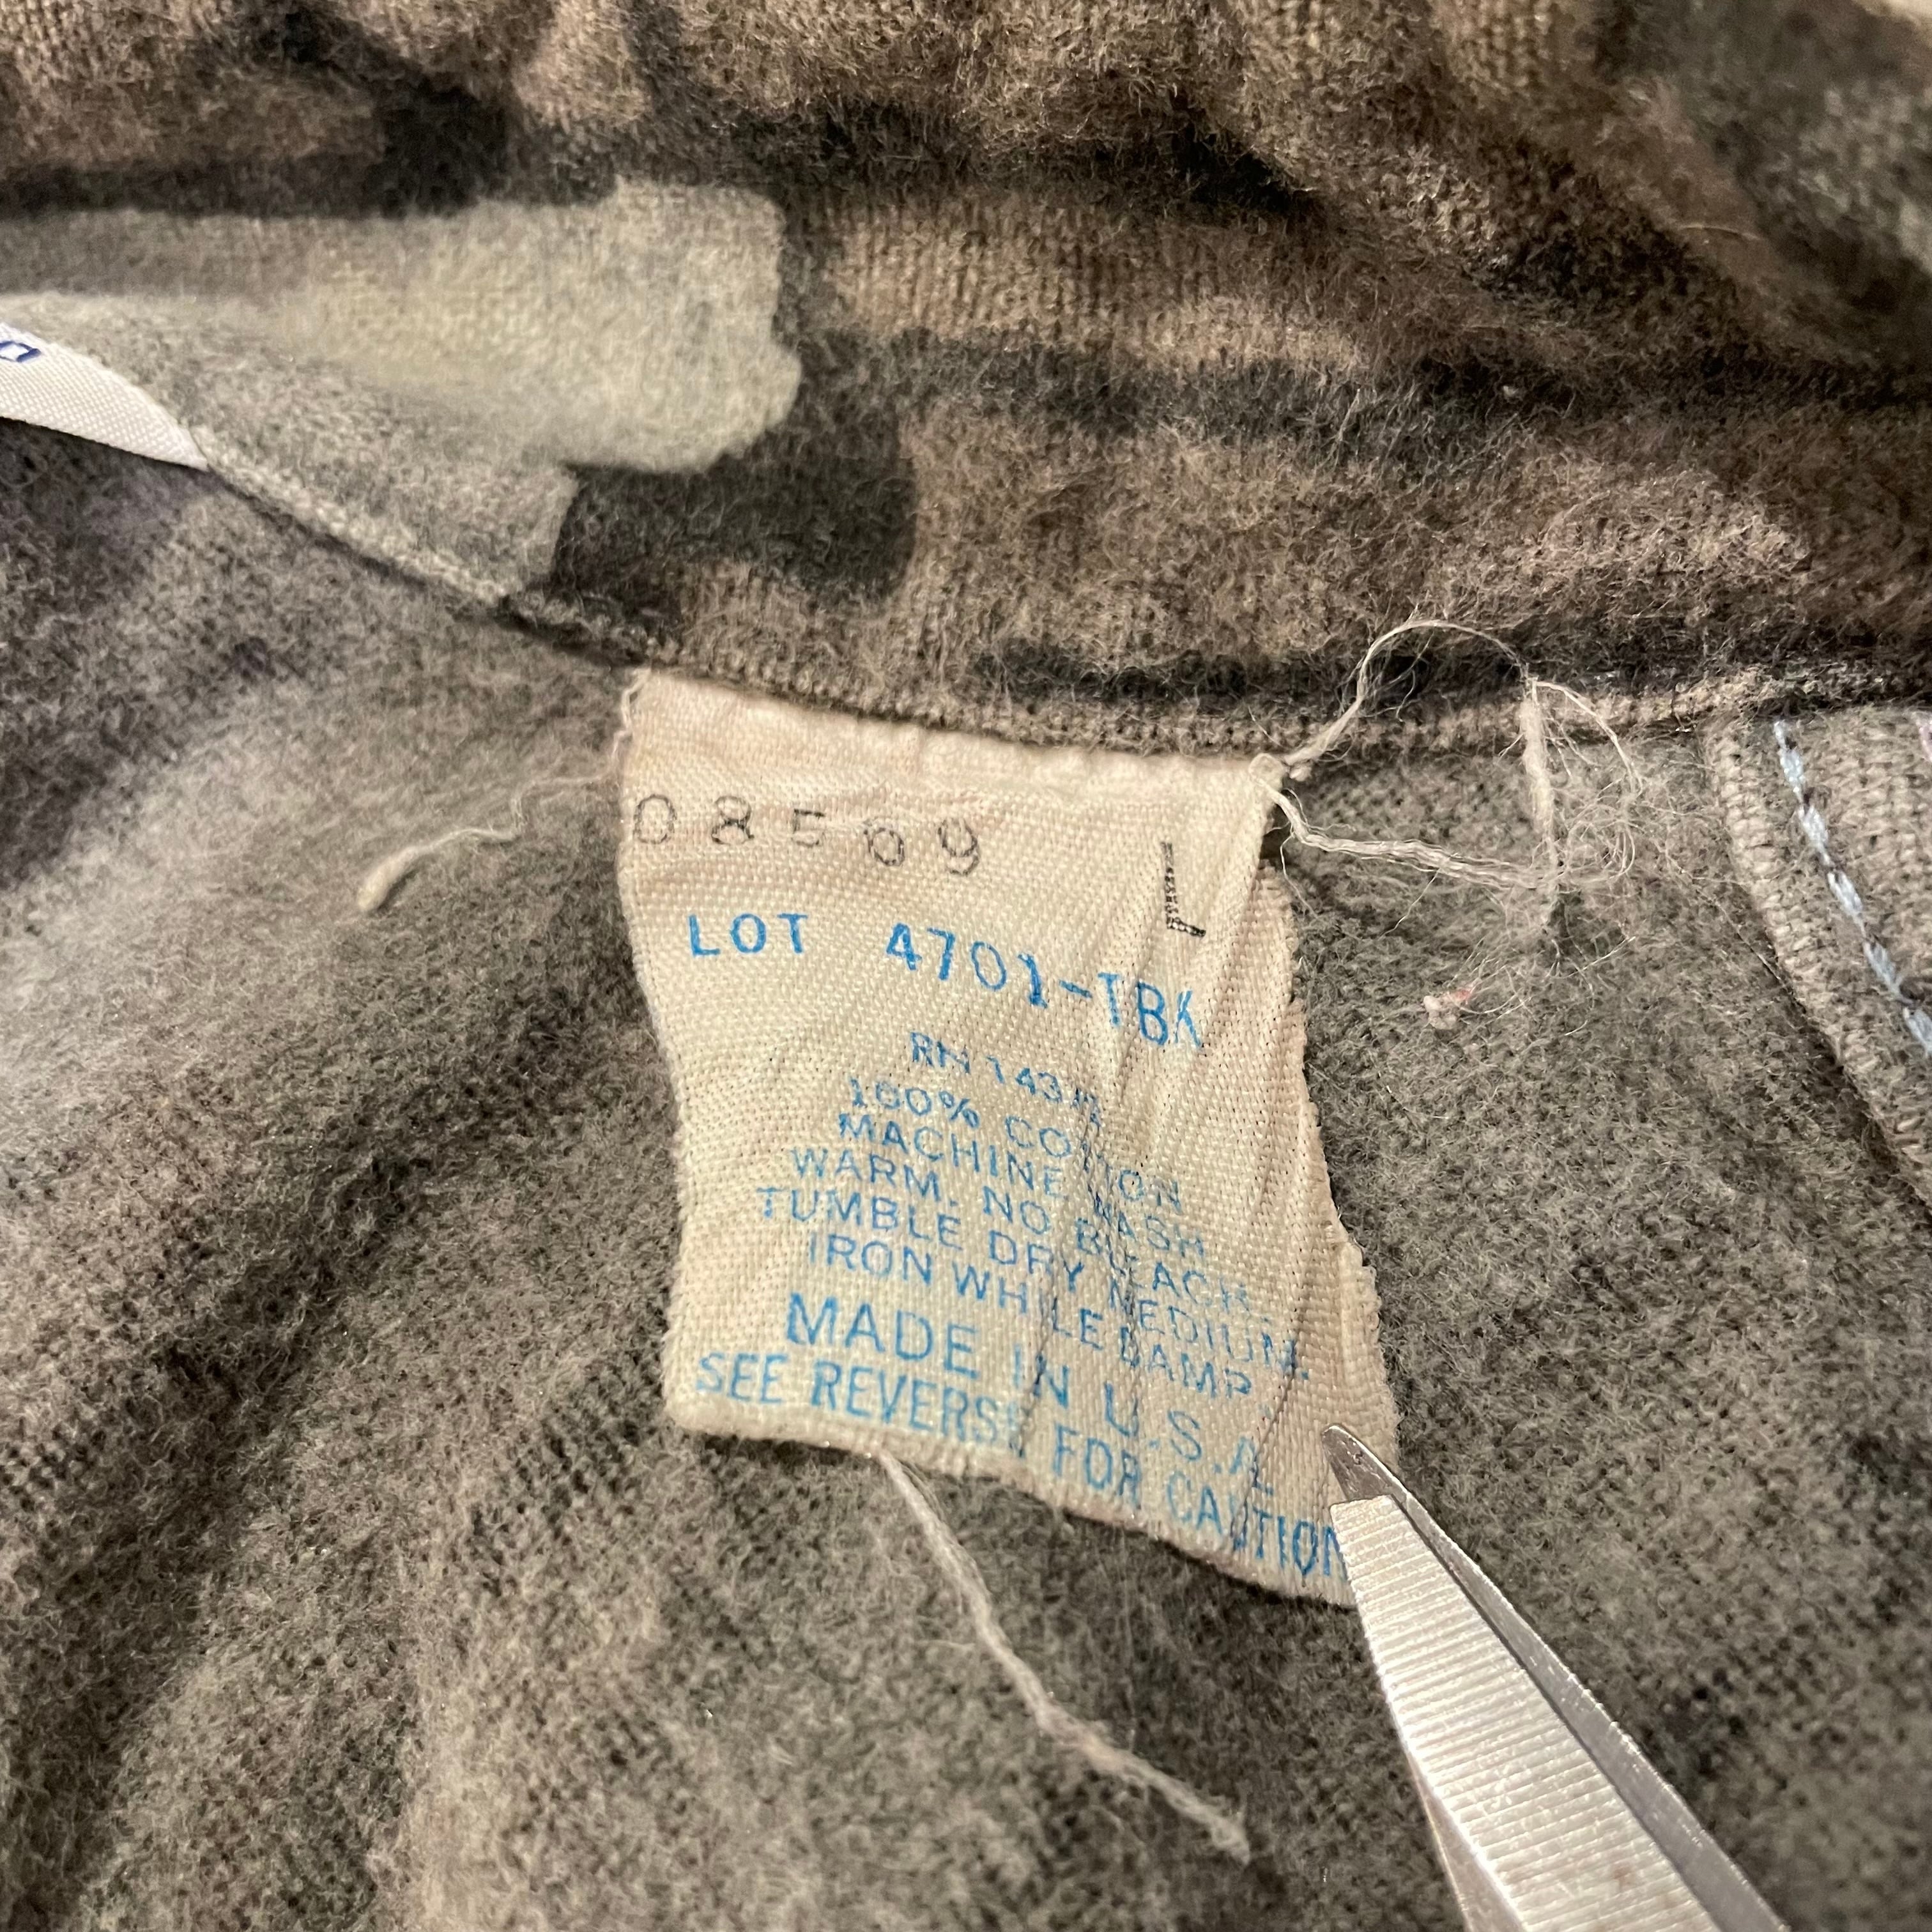 08569
L
LOT 4701-TBK
RN 143
100% COTTON
MACHINE WASH
WARM. NO BLEACH.
TUMBLE DRY MEDIUM.
IRON WHILE DAMP.
MADE IN U.S.A.
SEE REVERSE FOR CAUTION